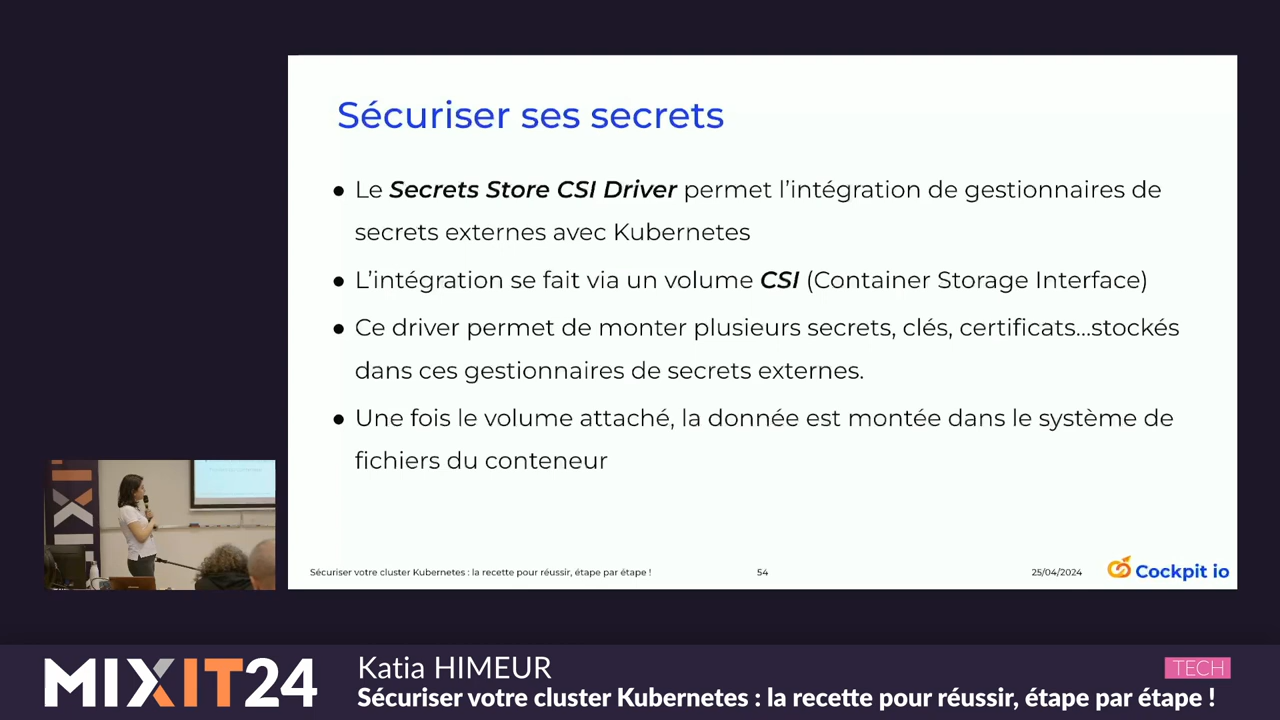 Sécuriser ses secrets
● Le Secrets Store CSI Driver permet l’intégration de gestionnaires de
secrets externes avec Kubernetes
● L’intégration se fait via un volume CSI (Container Storage Interface)
● Ce driver permet de monter plusieurs secrets, clés, certificats...stockés
dans ces gestionnaires de secrets externes.
● Une fois le volume attaché, la donnée est montée dans le système de
fichiers du conteneur
Sécuriser votre cluster Kubernetes : la recette pour réussir, étape par étape !
54
25/04/2024
Cockpit io
MIXIT24
Katia HIMEUR
TECH
Sécuriser votre cluster Kubernetes : la recette pour réussir, étape par étape !